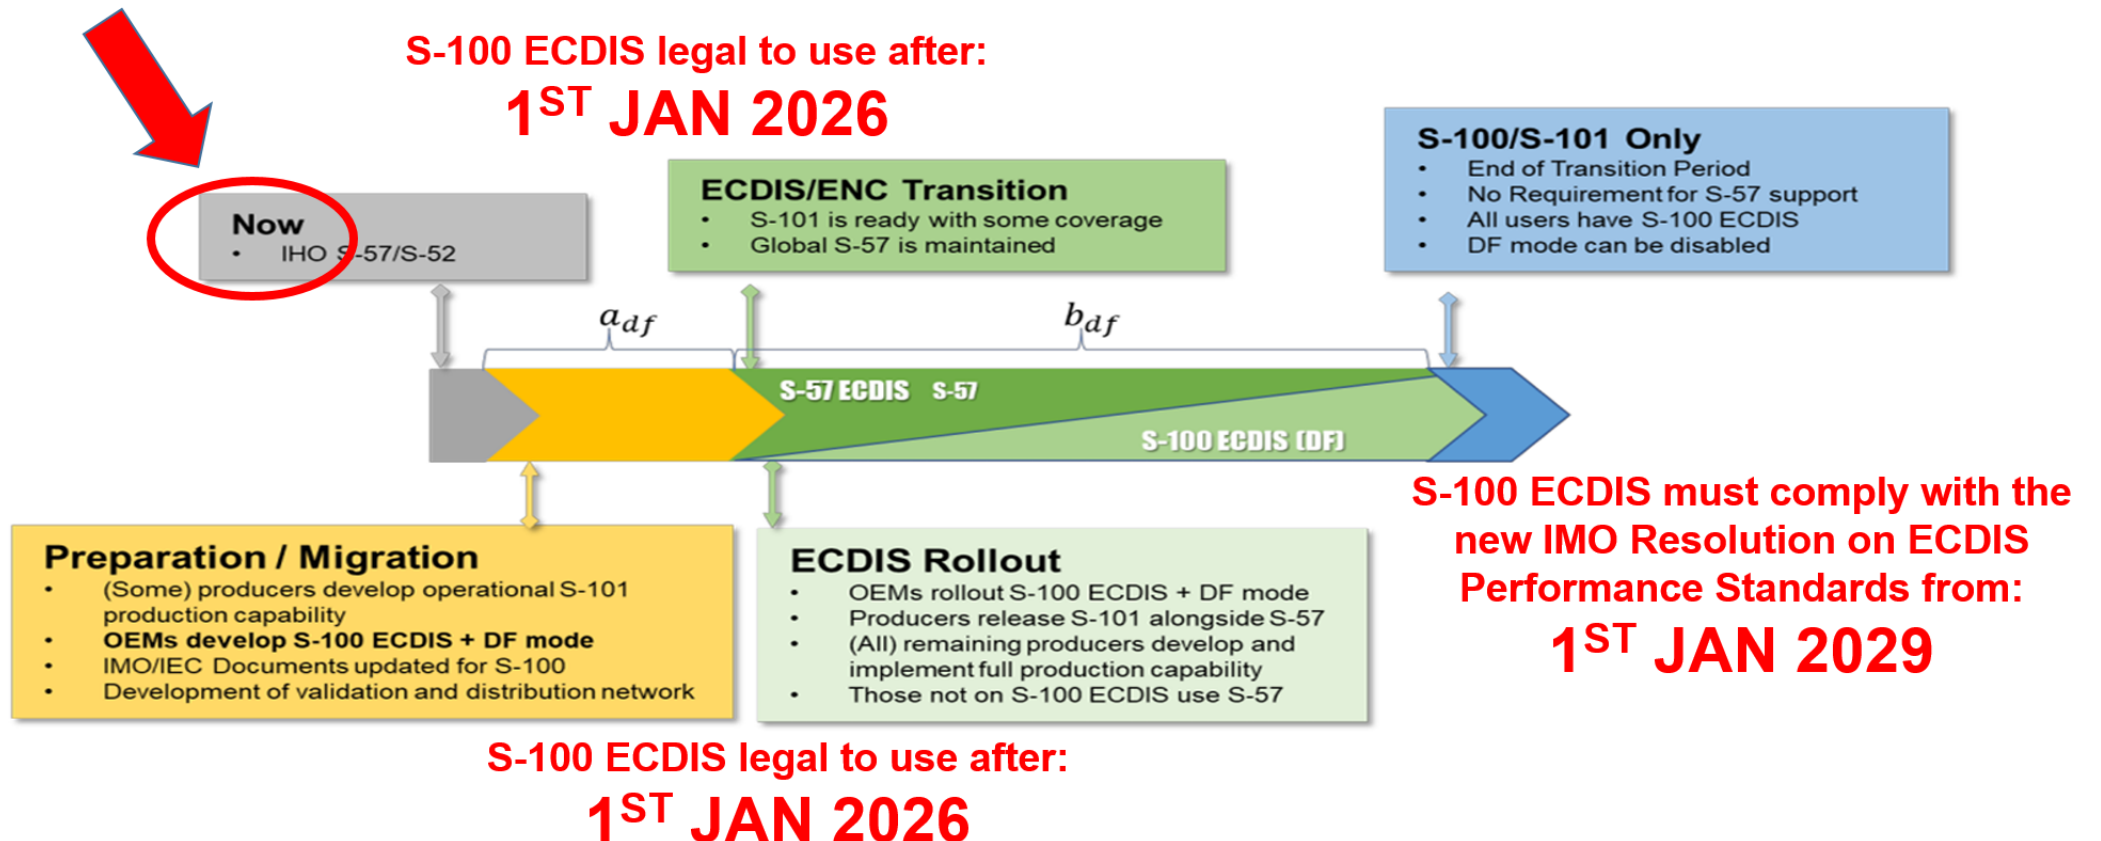 S-100 ECDIS legal to use after:
1ST JAN 2026
Now
• IHO S-57/S-52
ECDIS/ENC Transition
• S-101 is ready with some coverage
• Global S-57 is maintained
S-100/S-101 Only
• End of Transition Period
• No Requirement for S-57 support
• All users have S-100 ECDIS
• DF mode can be disabled
adf
bdf
S-57 ECDIS S-57
S-100 ECDIS (DF)
Preparation / Migration
• (Some) producers develop operational S-101
production capability
• OEMs develop S-100 ECDIS + DF mode
• IMO/IEC Documents updated for S-100
• Development of validation and distribution network
ECDIS Rollout
• OEMs rollout S-100 ECDIS + DF mode
• Producers release S-101 alongside S-57
• (All) remaining producers develop and
implement full production capability
• Those not on S-100 ECDIS use S-57
S-100 ECDIS must comply with the
new IMO Resolution on ECDIS
Performance Standards from:
1ST JAN 2029
S-100 ECDIS legal to use after:
1ST JAN 2026